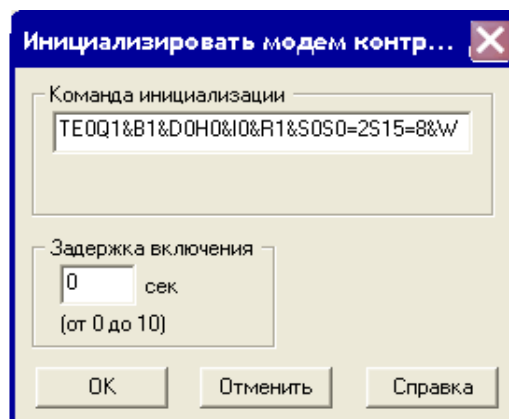 Инициализировать модем контр...
Команда инициализации
TE0Q1&B1&D0H0&I0&R1&S0S0=2S15=8&W
Задержка включения
0 сек
(от 0 до 10)
OK Отменить Справка